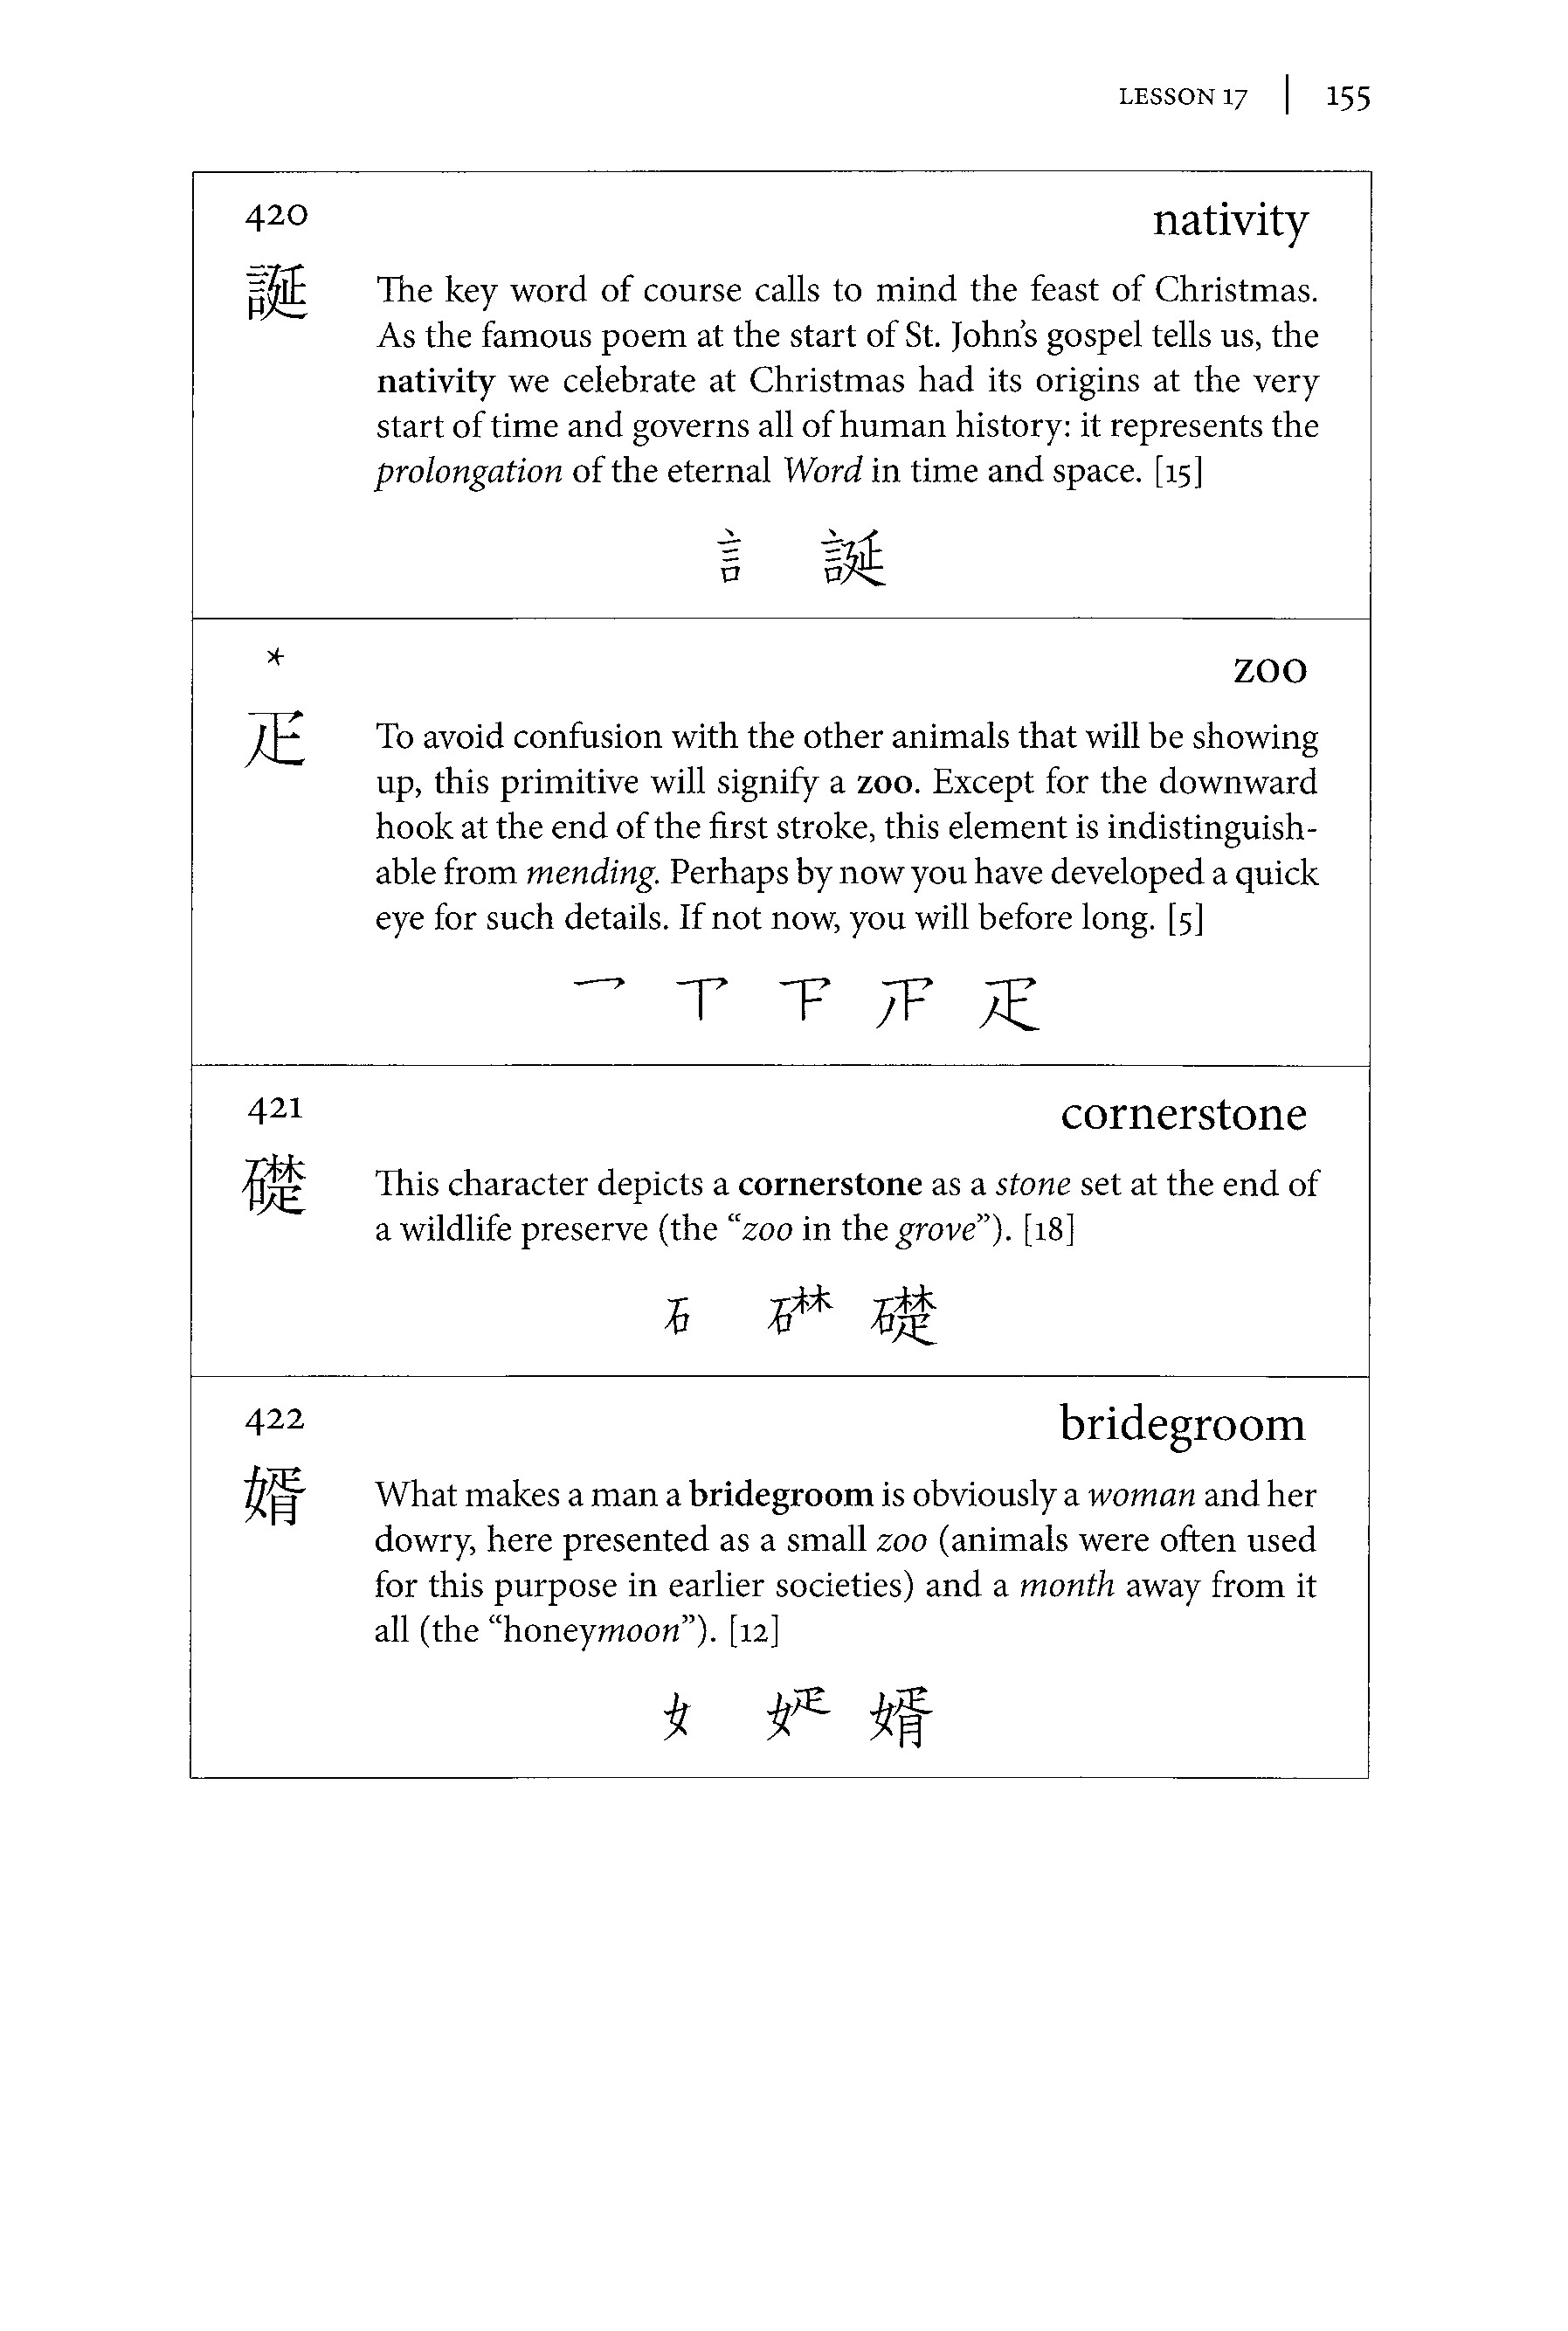 LESSON 17 | 155
420 nativity
誕 The key word of course calls to mind the feast of Christmas.
As the famous poem at the start of St. John's gospel tells us, the
nativity we celebrate at Christmas had its origins at the very
start of time and governs all of human history: it represents the
prolongation of the eternal Word in time and space. [15]
訁 誕
* zoo
疋 To avoid confusion with the other animals that will be showing
up, this primitive will signify a zoo. Except for the downward
hook at the end of the first stroke, this element is indistinguish-
able from mending. Perhaps by now you have developed a quick
eye for such details. If not now, you will before long. [5]
疋
421 cornerstone
礎 This character depicts a cornerstone as a stone set at the end of
a wildlife preserve (the “zoo in the grove”). [18]
石 礎
422 bridegroom
婿 What makes a man a bridegroom is obviously a woman and her
dowry, here presented as a small zoo (animals were often used
for this purpose in earlier societies) and a month away from it
all (the “honeymoon”). [12]
女 婿